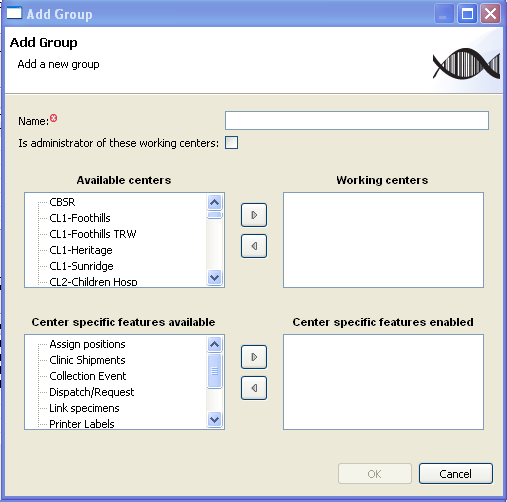 Add Group
Add Group
Add a new group
Name:
Is administrator of these working centers:
Available centers
Working centers
CBSR
CL1-Foothills
CL1-Foothills TRW
CL1-Heritage
CL1-Sunridge
CL2-Children Hosp
Center specific features available
Center specific features enabled
Assign positions
Clinic Shipments
Collection Event
Dispatch/Request
Link specimens
Printer Labels
OK
Cancel